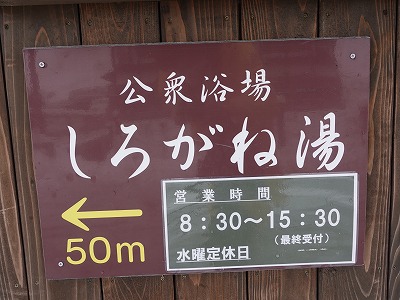 公衆浴場
しろがね湯
50m
営業時間
8：30〜15：30
（最終受付）
水曜定休日